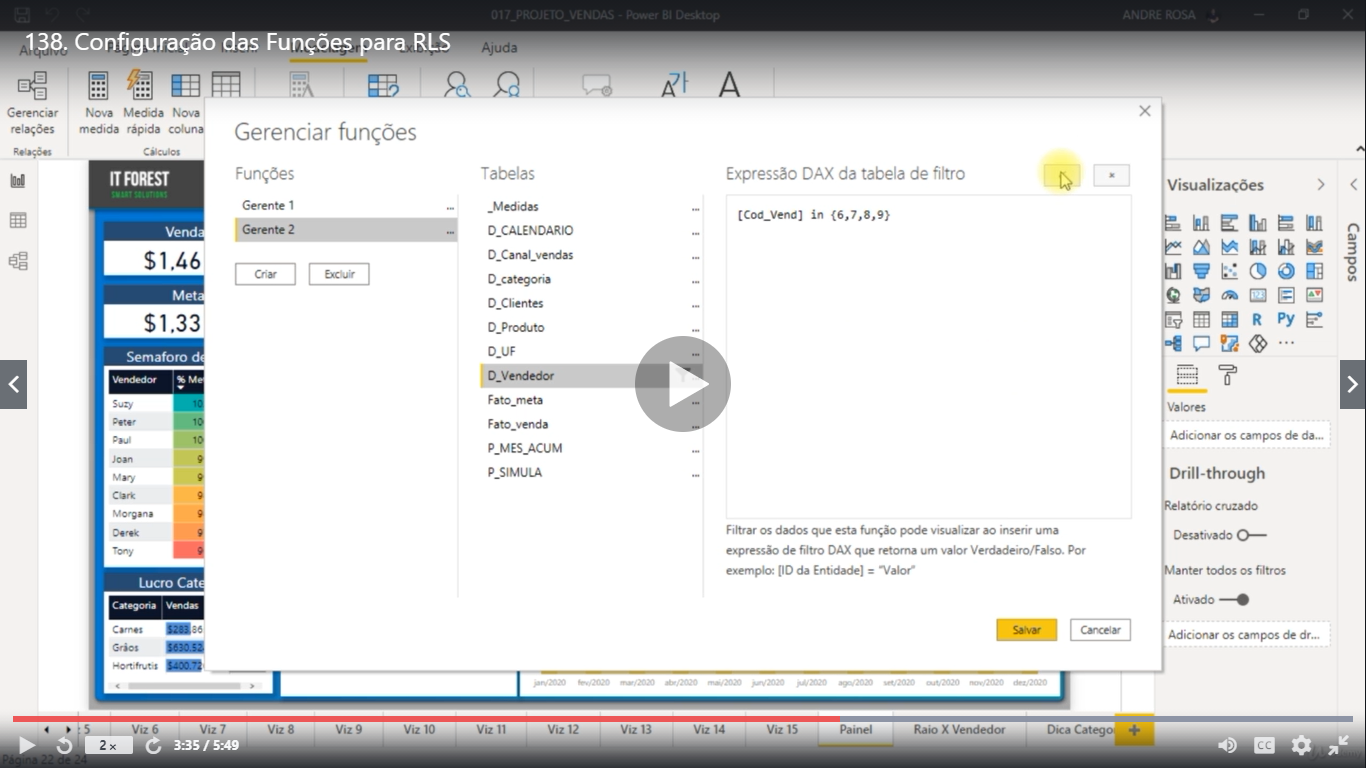 017_PROJETO_VENDAS - Power BI Desktop
ANDRE ROSA
138. Configuração das Funções para RLS
Arquivo
Ajuda
Gerenciar relações
Nova medida
Medida rápida
Nova coluna
Relações
Cálculos
IT FOREST
SMART SOLUTIONS
Venda
$1,46
Meta
$1,33
Semaforo de
Vendedor % Me
Suzy 10
Peter 10
Paul 10
Joan 9
Mary 9
Clark 9
Morgana 9
Derek 9
Tony 9
Lucro Cate
Categoria Vendas
Carnes $283.86
Grãos $630.52
Hortifrutis $400.72
Gerenciar funções
Funções
Gerente 1 ...
Gerente 2 ...
Criar
Excluir
Tabelas
_Medidas ...
D_CALENDARIO ...
D_Canal_vendas ...
D_categoria ...
D_Clientes ...
D_Produto ...
D_UF ...
D_Vendedor
Fato_meta ...
Fato_venda ...
P_MES_ACUM ...
P_SIMULA ...
Expressão DAX da tabela de filtro
[Cod_Vend] in {6,7,8,9}
Filtrar os dados que esta função pode visualizar ao inserir uma
expressão de filtro DAX que retorna um valor Verdadeiro/Falso. Por
exemplo: [ID da Entidade] = "Valor"
Salvar
Cancelar
Visualizações
Campos
R
Py
...
Valores
Adicionar os campos de da...
Drill-through
Relatório cruzado
Desativado
Manter todos os filtros
Ativado
Adicionar os campos de dr...
jan/2020 fev/2020 mar/2020 abr/2020 mai/2020 jun/2020 jul/2020 ago/2020 set/2020 out/2020 nov/2020 dez/2020
5 Viz 6 Viz 7 Viz 8 Viz 9 Viz 10 Viz 11 Viz 12 Viz 13 Viz 14 Viz 15 Painel Raio X Vendedor Dica Catego +
2×
3:35 / 5:49
CC
Página 22 de 24